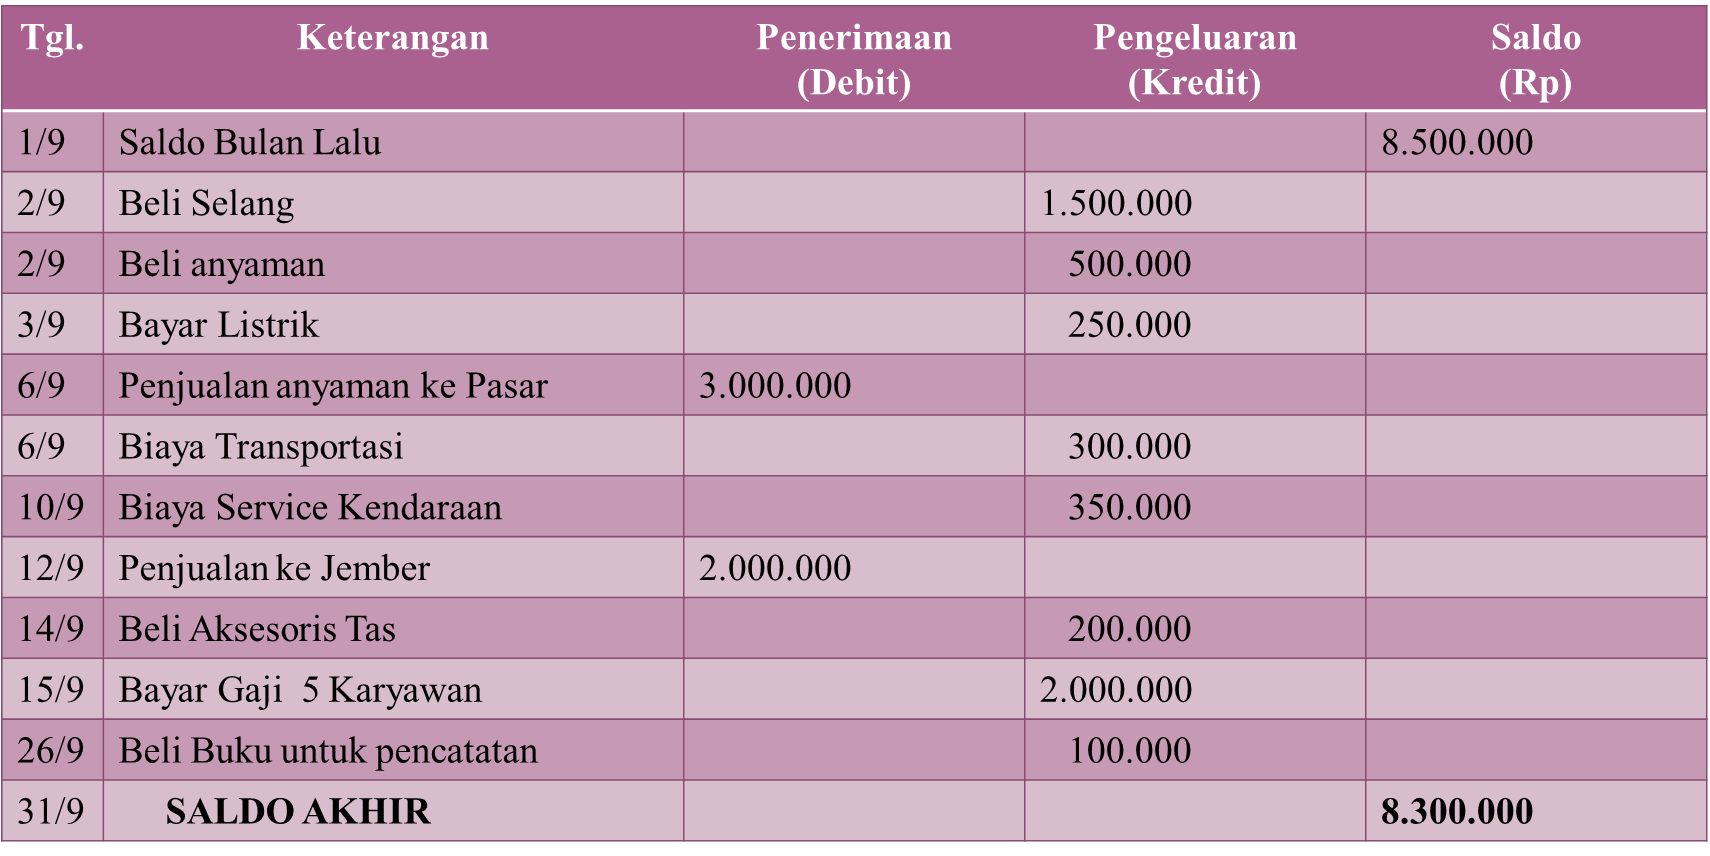 Tgl. Keterangan Penerimaan (Debit) Pengeluaran (Kredit) Saldo (Rp)
1/9 Saldo Bulan Lalu 8.500.000
2/9 Beli Selang 1.500.000
2/9 Beli anyaman 500.000
3/9 Bayar Listrik 250.000
6/9 Penjualan anyaman ke Pasar 3.000.000
6/9 Biaya Transportasi 300.000
10/9 Biaya Service Kendaraan 350.000
12/9 Penjualan ke Jember 2.000.000
14/9 Beli Aksesoris Tas 200.000
15/9 Bayar Gaji 5 Karyawan 2.000.000
26/9 Beli Buku untuk pencatatan 100.000
31/9 SALDO AKHIR 8.300.000